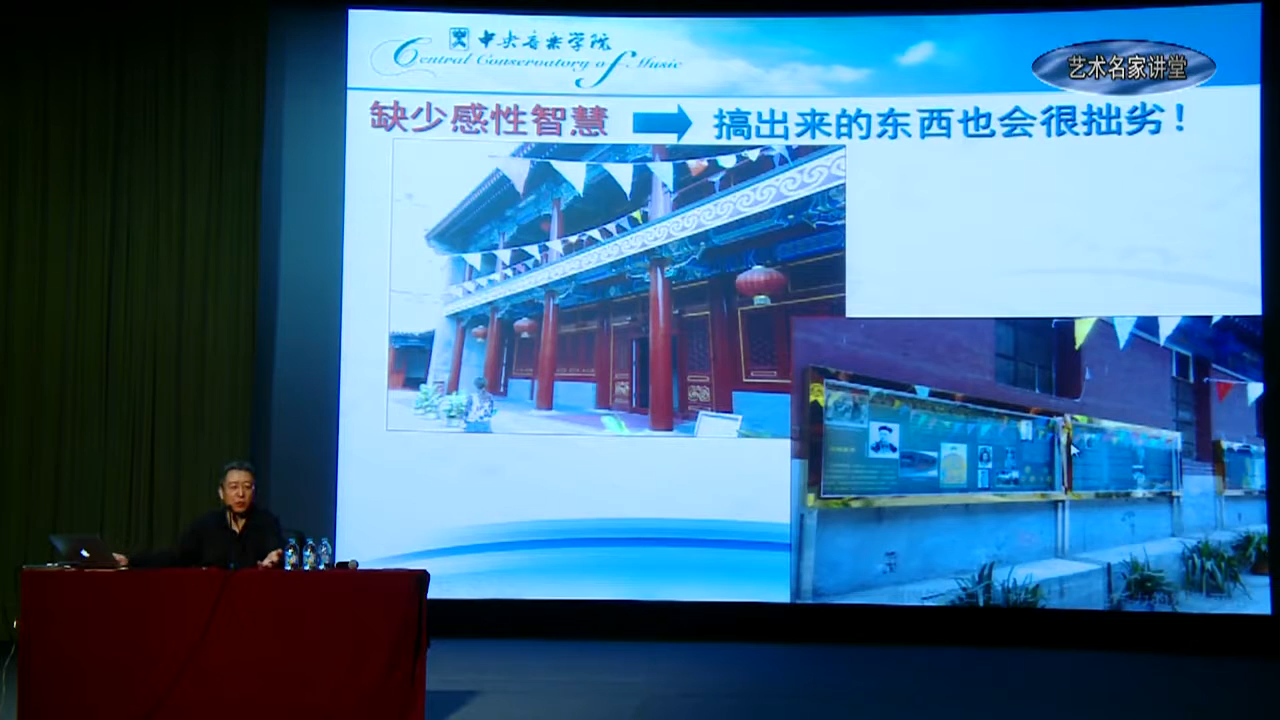 中央音乐学院
Central Conservatory of Music
艺术名家讲堂
缺少感性智慧
搞出来的东西也会很拙劣！